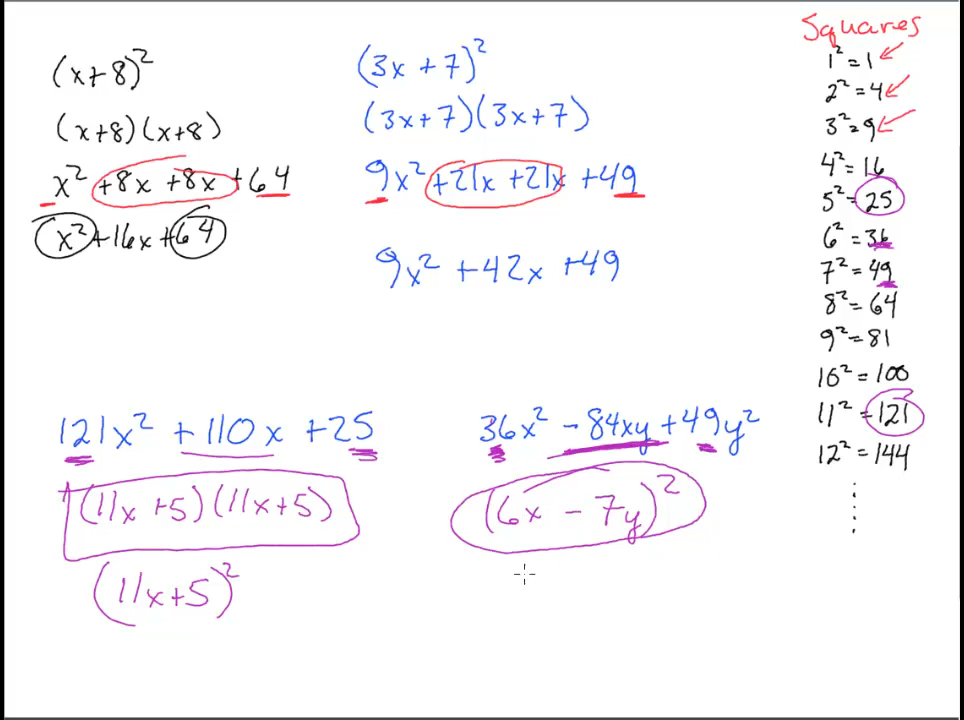 (x+8)²
(x+8)(x+8)
x² +8x +8x +64
x² +16x +64
(3x +7)²
(3x+7)(3x+7)
9x² +21x +21x +49
9x² +42x +49
121x² +110x +25
(11x +5)(11x+5)
(11x+5)²
36x² -84xy +49y²
(6x - 7y)²
Squares
1²=1
2²=4
3²=9
4²=16
5²=25
6²=36
7²=49
8²=64
9²=81
10²=100
11²=121
12²=144